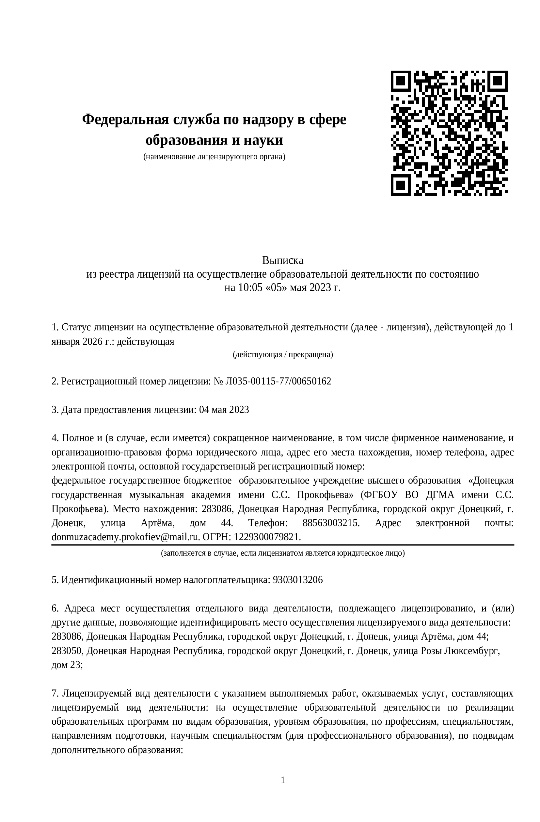 Федеральная служба по надзору в сфере
образования и науки
(наименование лицензирующего органа)
Выписка
из реестра лицензий на осуществление образовательной деятельности по состоянию
на 10:05 «05» мая 2023 г.
1. Статус лицензии на осуществление образовательной деятельности (далее - лицензия), действующей до 1
января 2026 г.: действующая
(действующая / прекращена)
2. Регистрационный номер лицензии: № Л035-00115-77/00650162
3. Дата предоставления лицензии: 04 мая 2023
4. Полное и (в случае, если имеется) сокращенное наименование, в том числе фирменное наименование, и
организационно-правовая форма юридического лица, адрес его места нахождения, номер телефона, адрес
электронной почты, основной государственный регистрационный номер:
федеральное государственное бюджетное образовательное учреждение высшего образования «Донецкая
государственная музыкальная академия имени С.С. Прокофьева» (ФГБОУ ВО ДГМА имени С.С.
Прокофьева). Место нахождения: 283086, Донецкая Народная Республика, городской округ Донецкий, г.
Донецк, улица Артёма, дом 44. Телефон: 88563003215. Адрес электронной почты:
donmuzacademy.prokofiev@mail.ru. ОГРН: 1229300079821.
(заполняется в случае, если лицензиатом является юридическое лицо)
5. Идентификационный номер налогоплательщика: 9303013206
6. Адреса мест осуществления отдельного вида деятельности, подлежащего лицензированию, и (или)
другие данные, позволяющие идентифицировать место осуществления лицензируемого вида деятельности:
283086, Донецкая Народная Республика, городской округ Донецкий, г. Донецк, улица Артёма, дом 44;
283050, Донецкая Народная Республика, городской округ Донецкий, г. Донецк, улица Розы Люксембург,
дом 23;
7. Лицензируемый вид деятельности с указанием выполняемых работ, оказываемых услуг, составляющих
лицензируемый вид деятельности: на осуществление образовательной деятельности по реализации
образовательных программ по видам образования, уровням образования, по профессиям, специальностям,
направлениям подготовки, научным специальностям (для профессионального образования), по подвидам
дополнительного образования:
1